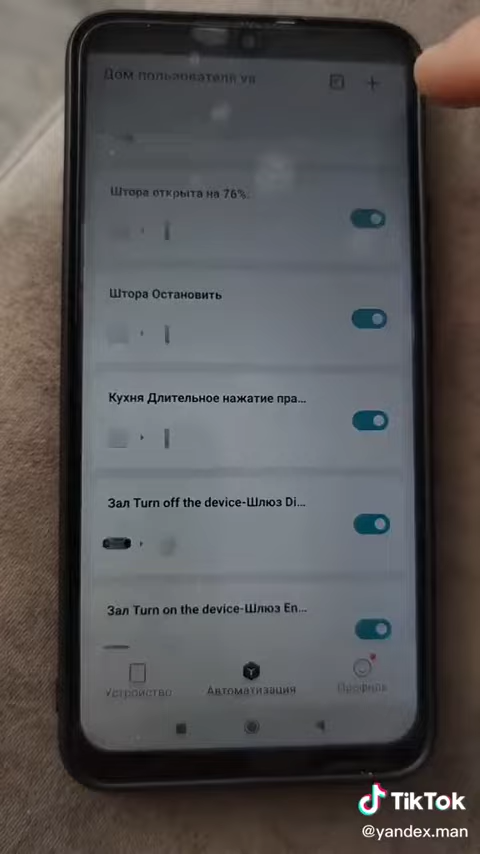 Дом пользователя ув
Штора открыта на 76%:
Штора Остановить
Кухня Длительное нажатие пра...
Зал Turn off the device-Шлюз Di...
Зал Turn on the device-Шлюз En...
Устройство
Автоматизация
Профиль
TikTok
@yandex.man